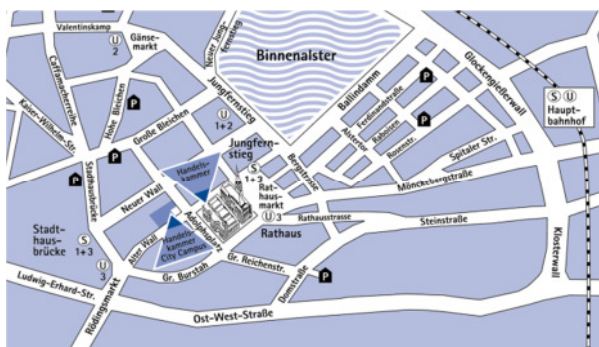 Valentinskamp
U
2
Gänse-
markt
Neuer Jung-
fernstieg
Binnenalster
Caffamacherreihe
Kaiser-Wilhelm-Str.
Hohe Bleichen
P
Große Bleichen
Jungfernstieg
U
1+2
Ballindamm
Ferdinandstraße
P
Glockengießerwall
Alstertor
Raboisen
Rosenstr.
P
S U
Haupt-
bahnhof
P
P
Stadthausbrücke
Neuer Wall
Handels-
kammer
Jungfern-
stieg
S
1+3
Rat-
haus-
markt
U 3
Bergstrasse
Spitaler Str.
Mönckebergstraße
Rathausstrasse
Steinstraße
Rathaus
Klosterwall
Stadt-
haus-
brücke
S
1+3
U
3
Alter Wall
Handels-
kammer
City Campus
Adolphsplatz
Gr. Burstah
Gr. Reichenstr.
Domstraße
P
Ludwig-Erhard-Str.
Rödingsmarkt
Ost-West-Straße